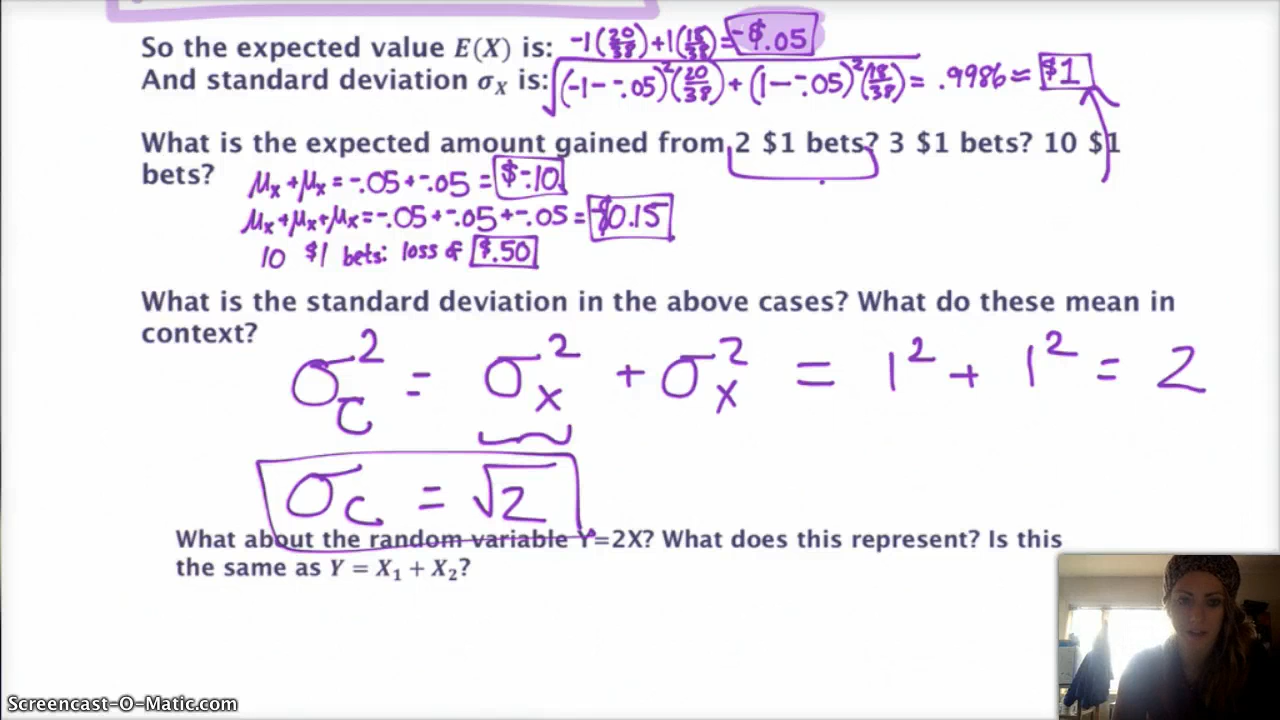 So the expected value E(X) is: -1(20/38)+1(18/38)= -$.05
And standard deviation σₓ is: √(-1--.05)²(20/38) + (1--.05)²(18/38) = .9986 ≈ $1
What is the expected amount gained from 2 $1 bets? 3 $1 bets? 10 $1
bets?
μₓ+μₓ=-.05+-.05 = $-.10
μₓ+μₓ+μₓ=-.05+-.05+-.05 = -$0.15
10 $1 bets: loss of $.50
What is the standard deviation in the above cases? What do these mean in
context?
σ_C² = σₓ² + σₓ² = 1² + 1² = 2
σ_C = √2
What about the random variable Y=2X? What does this represent? Is this
the same as Y = X₁ + X₂?
Screencast-O-Matic.com